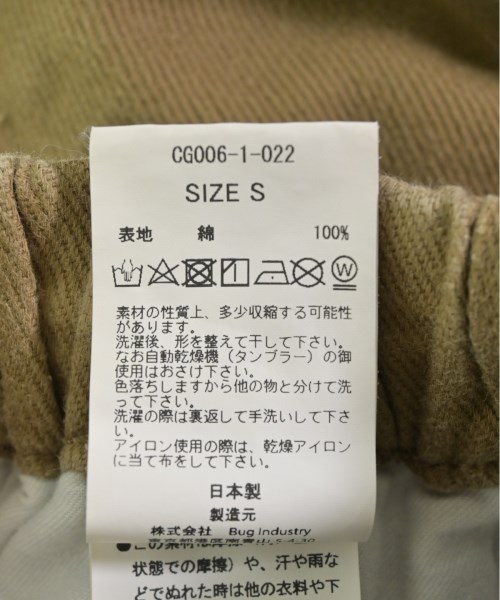 CG006-1-022
SIZE S
表地 綿 100%
W
素材の性質上、多少収縮する可能性
があります。
洗濯後、形を整えて干して下さい。
なお自動乾燥機（タンブラー）の御
使用はおさけ下さい。
色落ちしますから他の物と分けて洗
って下さい。
洗濯の際は裏返して手洗いして下さ
い。
アイロン使用の際は、乾燥アイロン
に当て布をして下さい。
日本製
製造元
株式会社 Bug industry
●この素材は摩擦
状態での摩擦）や、汗や雨な
どでぬれた時は他の衣料や下